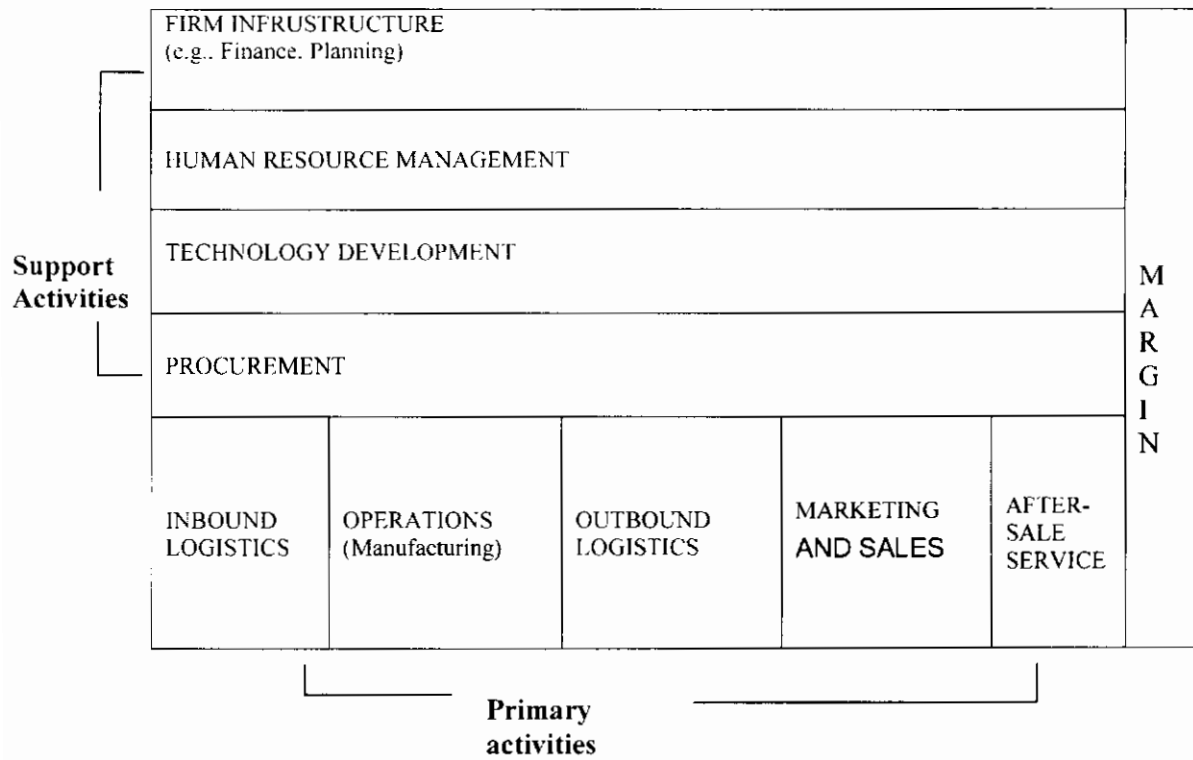 FIRM INFRUSTRUCTURE
(e.g.. Finance. Planning)
HUMAN RESOURCE MANAGEMENT
TECHNOLOGY DEVELOPMENT
Support
Activities
PROCUREMENT
M
A
R
G
I
N
INBOUND
LOGISTICS
OPERATIONS
(Manufacturing)
OUTBOUND
LOGISTICS
MARKETING
AND SALES
AFTER-
SALE
SERVICE
Primary
activities